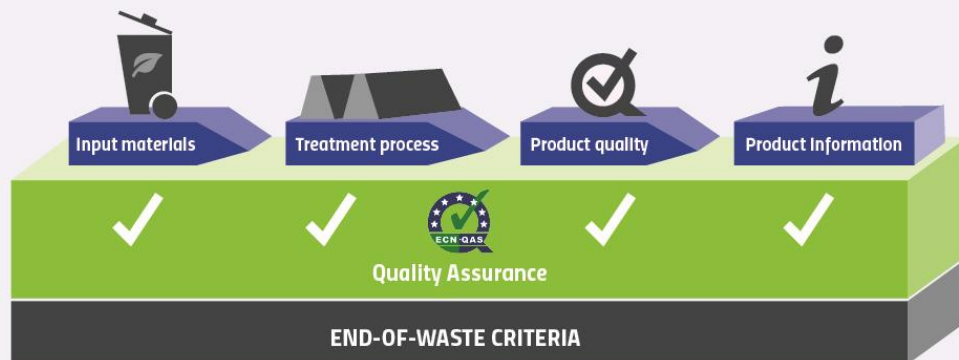 Input materials
Treatment process
Product quality
Product Information
ECN-QAS
Quality Assurance
END-OF-WASTE CRITERIA